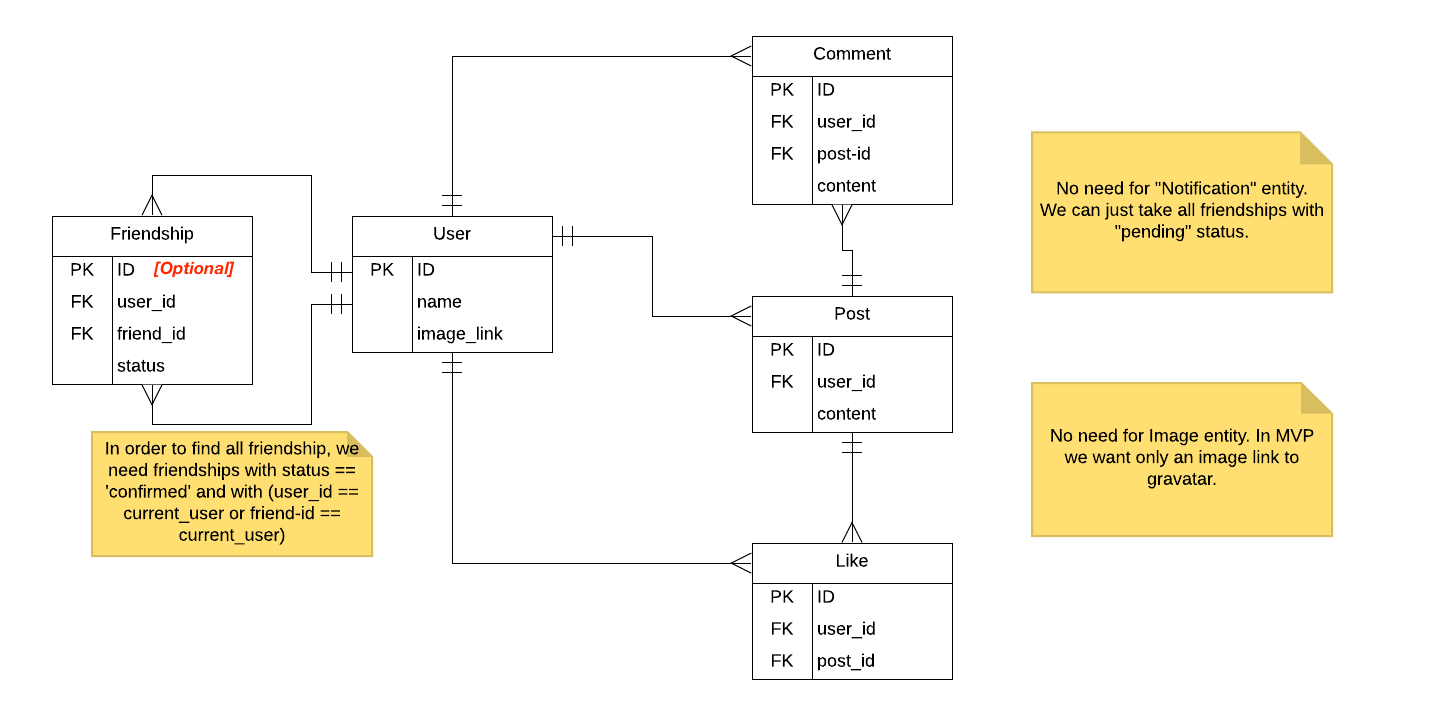 Comment
PK ID
FK user_id
FK post-id
content
No need for "Notification" entity.
We can just take all friendships with
"pending" status.
Friendship
PK ID [Optional]
FK user_id
FK friend_id
status
User
PK ID
name
image_link
Post
PK ID
FK user_id
content
In order to find all friendship, we
need friendships with status ==
'confirmed' and with (user_id ==
current_user or friend-id ==
current_user)
No need for Image entity. In MVP
we want only an image link to
gravatar.
Like
PK ID
FK user_id
FK post_id